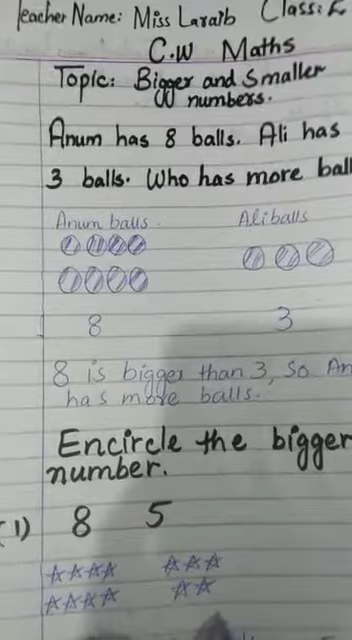 Teacher Name: Miss Laraib Class:
C.W Maths
Topic: Bigger and Smaller
numbers.
Anum has 8 balls. Ali has
3 balls. Who has more ball
Anum balls Ali balls
8 3
8 is bigger than 3, So An
has more balls.
Encircle the bigger
number.
(1) 8 5